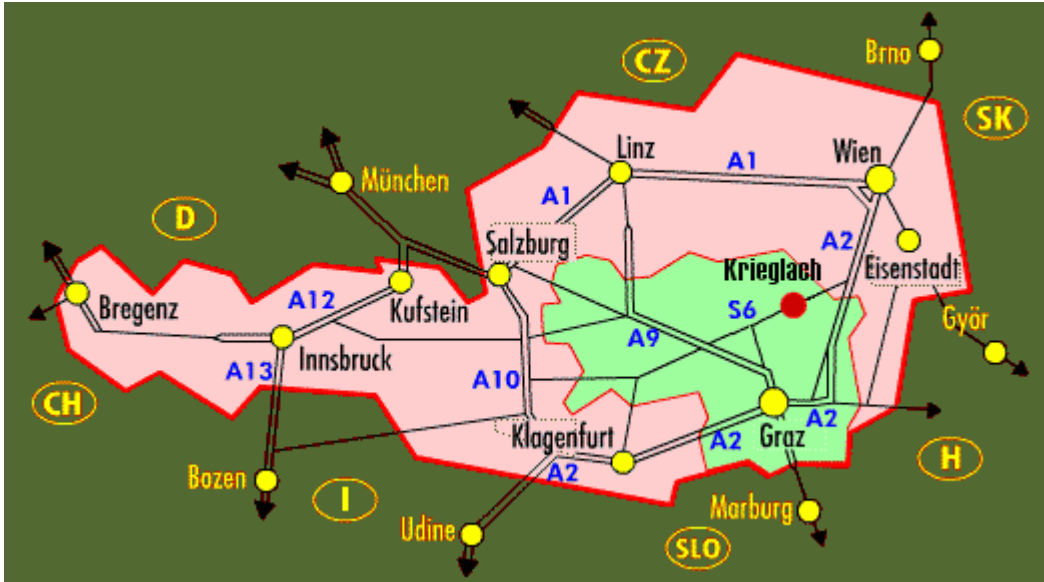 CZ
Brno
SK
Linz
A1
Wien
München
A1
D
Salzburg
A2
Krieglach
Eisenstadt
Bregenz
A12
Kufstein
S6
Györ
A9
Innsbruck
A13
A10
CH
Klagenfurt
A2
Graz
A2
H
A2
Bozen
I
Udine
Marburg
SLO